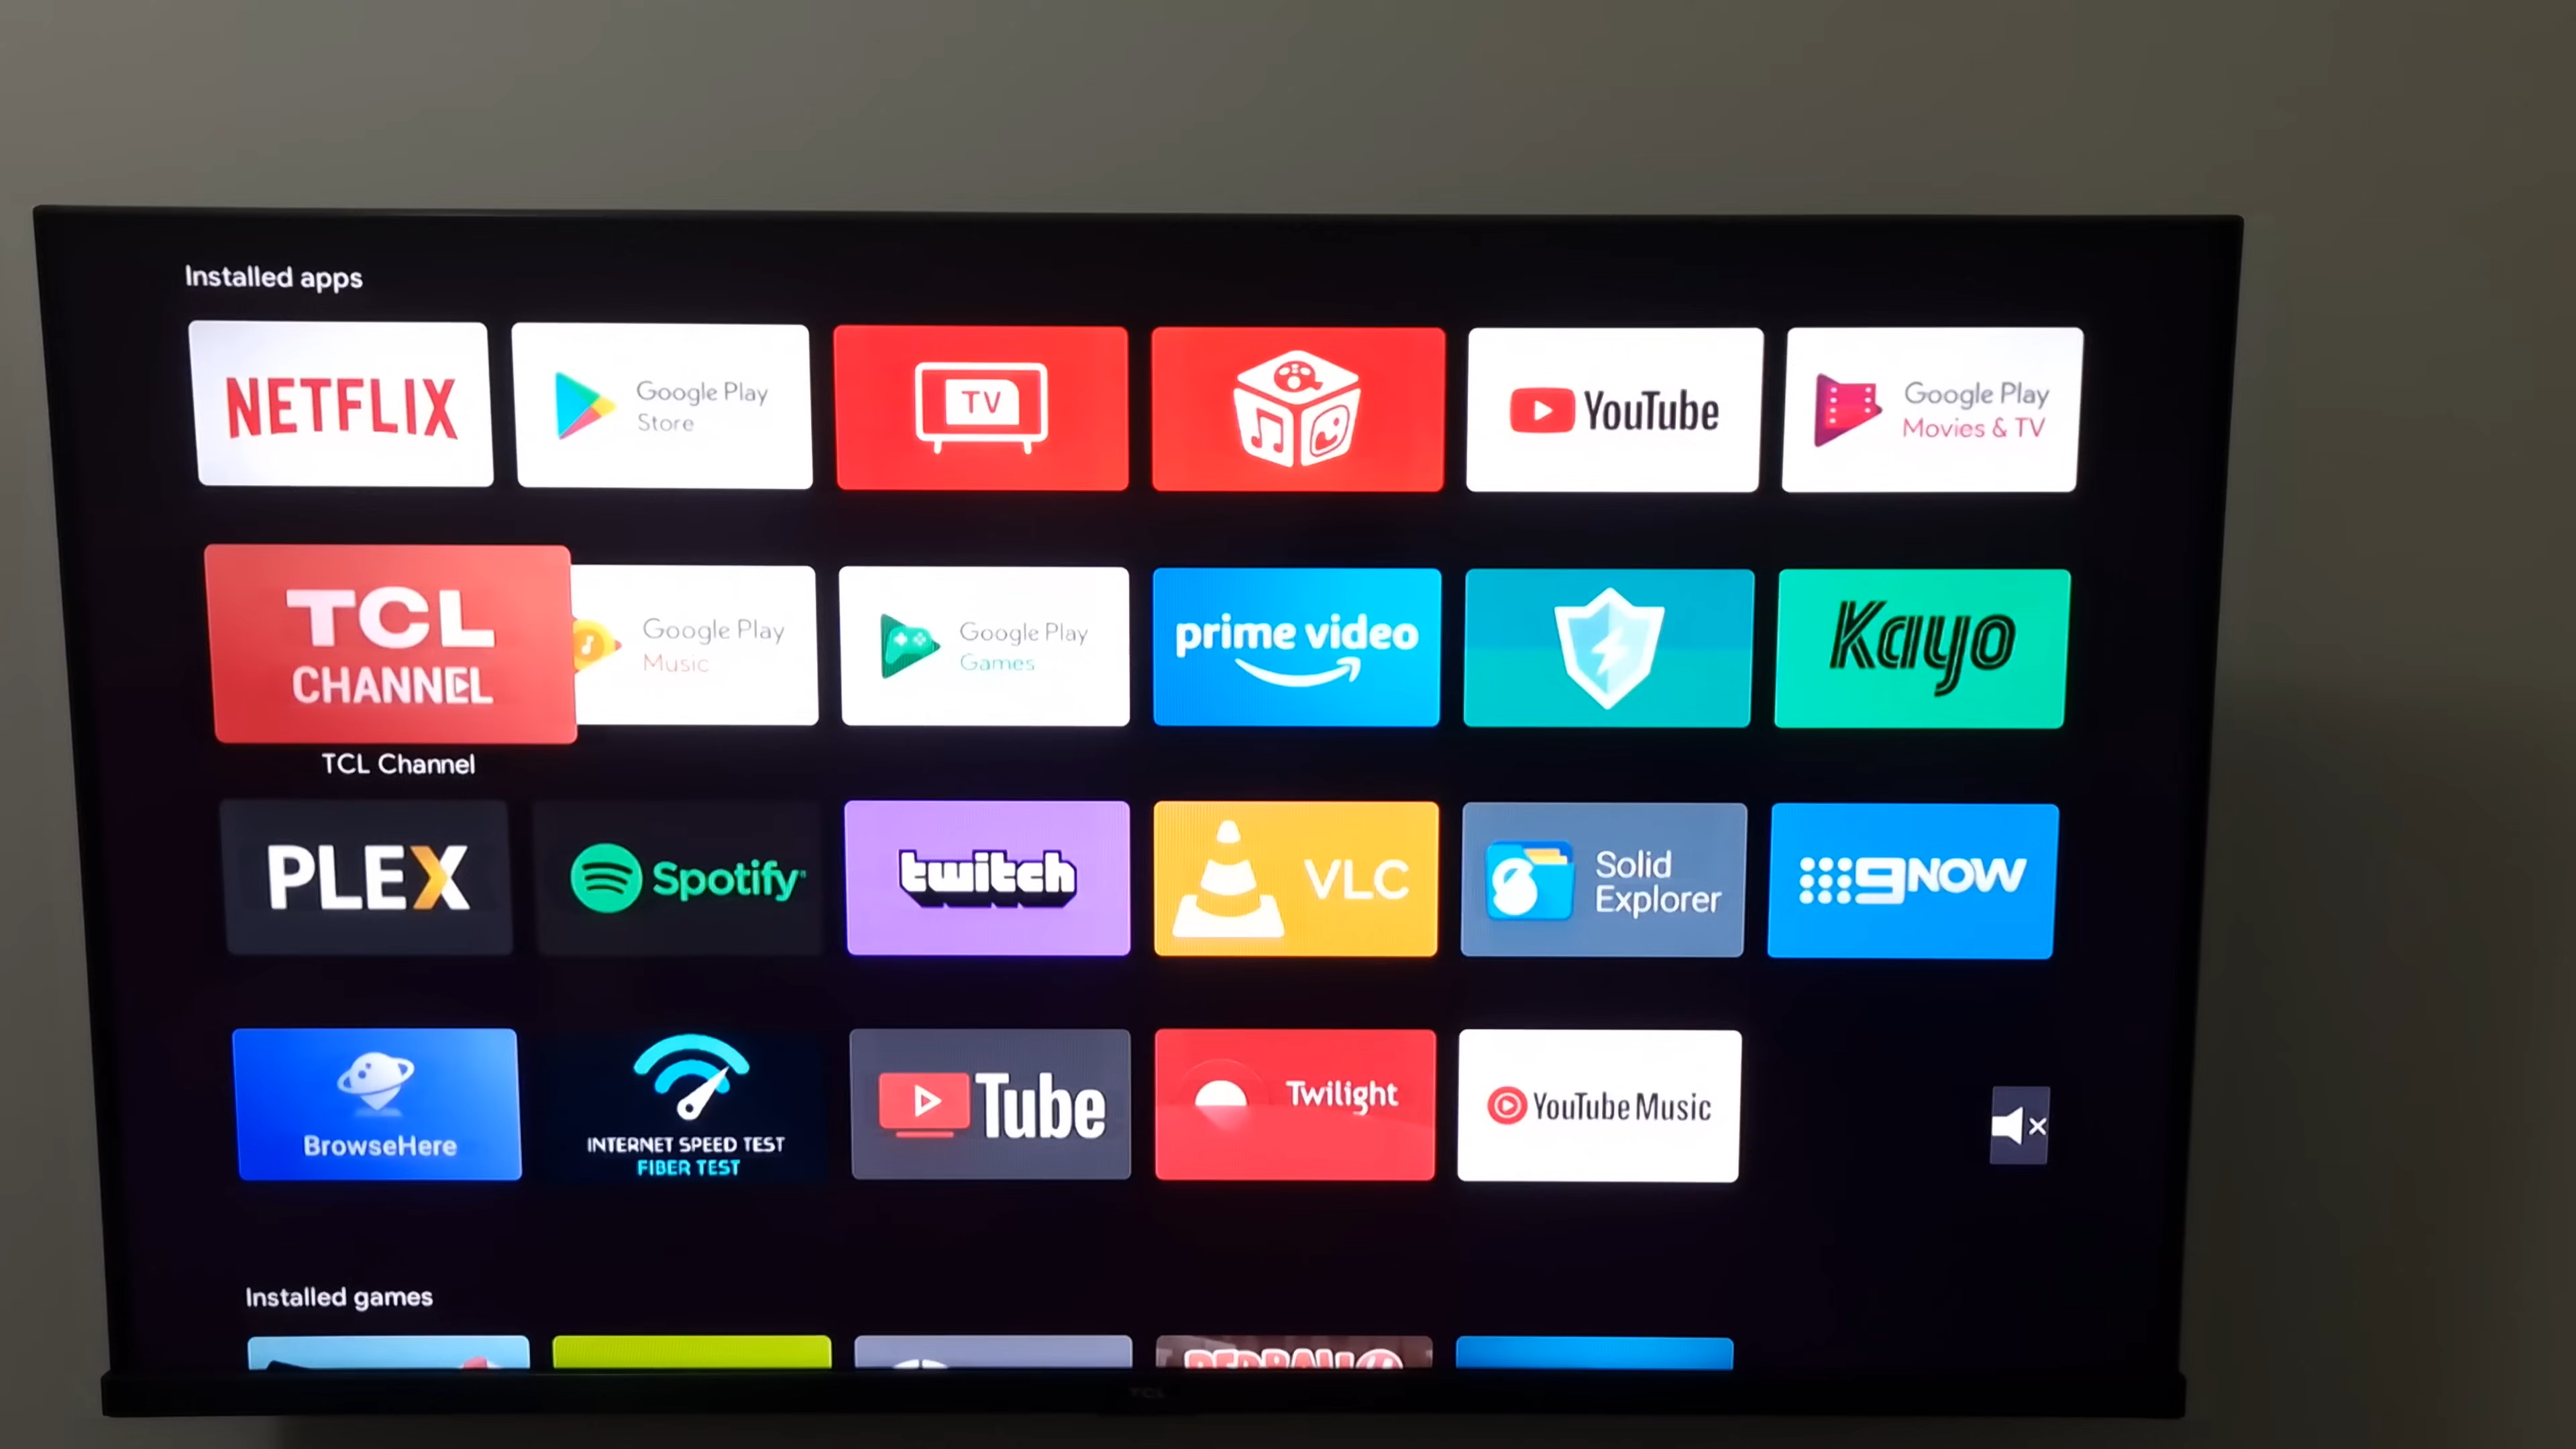 Installed apps
NETFLIX
Google Play
Store
TV
YouTube
Google Play
Movies & TV
TCL
CHANNEL
TCL Channel
Google Play
Music
Google Play
Games
prime video
Kayo
PLEX
Spotify
twitch
VLC
Solid
Explorer
9NOW
BrowseHere
INTERNET SPEED TEST
FIBER TEST
Tube
Twilight
YouTube Music
Installed games
TCL